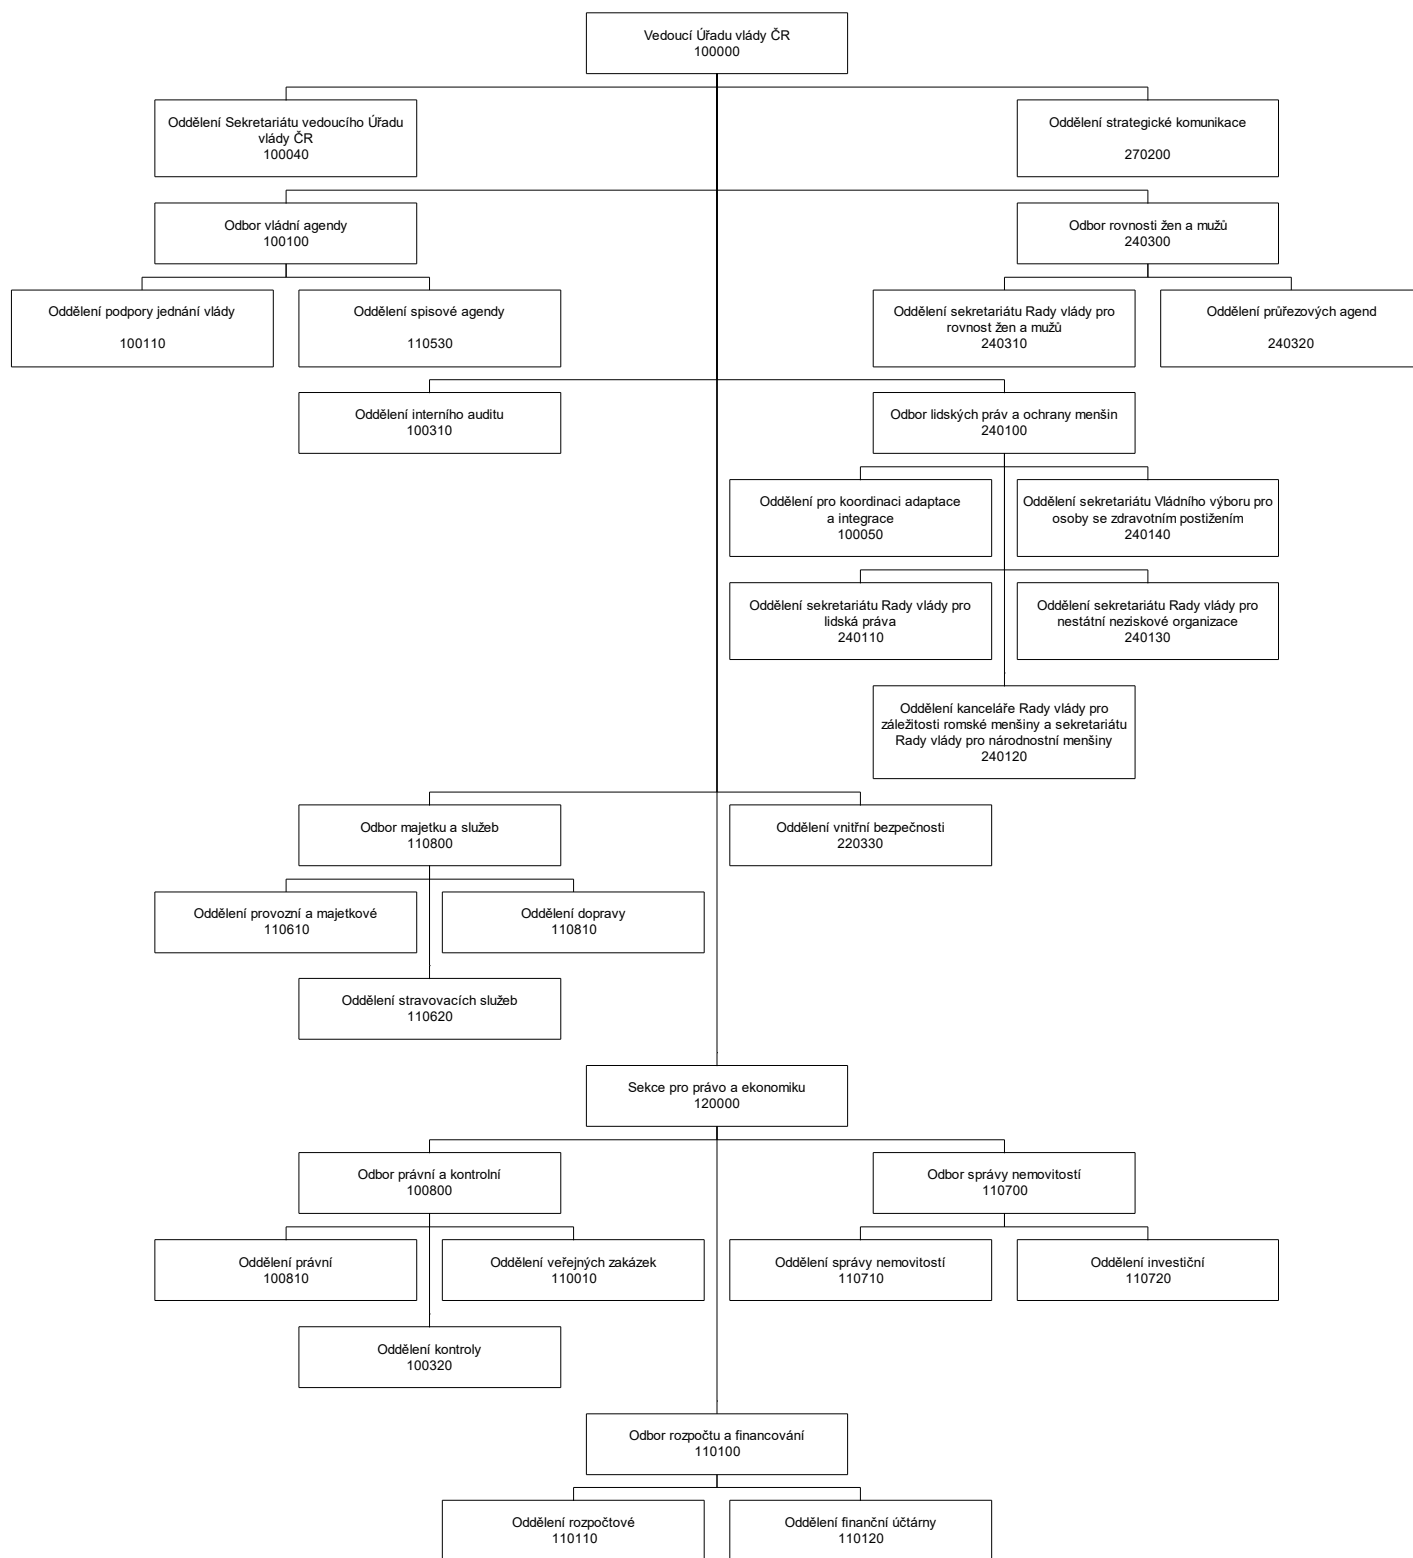 Vedoucí Úřadu vlády ČR
100000
Oddělení Sekretariátu vedoucího Úřadu
vlády ČR
100040
Oddělení strategické komunikace
270200
Odbor vládní agendy
100100
Odbor rovnosti žen a mužů
240300
Oddělení podpory jednání vlády
100110
Oddělení spisové agendy
110530
Oddělení sekretariátu Rady vlády pro
rovnost žen a mužů
240310
Oddělení průřezových agend
240320
Oddělení interního auditu
100310
Odbor lidských práv a ochrany menšin
240100
Oddělení pro koordinaci adaptace
a integrace
100050
Oddělení sekretariátu Vládního výboru pro
osoby se zdravotním postižením
240140
Oddělení sekretariátu Rady vlády pro
lidská práva
240110
Oddělení sekretariátu Rady vlády pro
nestátní neziskové organizace
240130
Oddělení kanceláře Rady vlády pro
záležitosti romské menšiny a sekretariátu
Rady vlády pro národnostní menšiny
240120
Odbor majetku a služeb
110800
Oddělení vnitřní bezpečnosti
220330
Oddělení provozní a majetkové
110610
Oddělení dopravy
110810
Oddělení stravovacích služeb
110620
Sekce pro právo a ekonomiku
120000
Odbor právní a kontrolní
100800
Odbor správy nemovitostí
110700
Oddělení právní
100810
Oddělení veřejných zakázek
110010
Oddělení správy nemovitostí
110710
Oddělení investiční
110720
Oddělení kontroly
100320
Odbor rozpočtu a financování
110100
Oddělení rozpočtové
110110
Oddělení finanční účtárny
110120